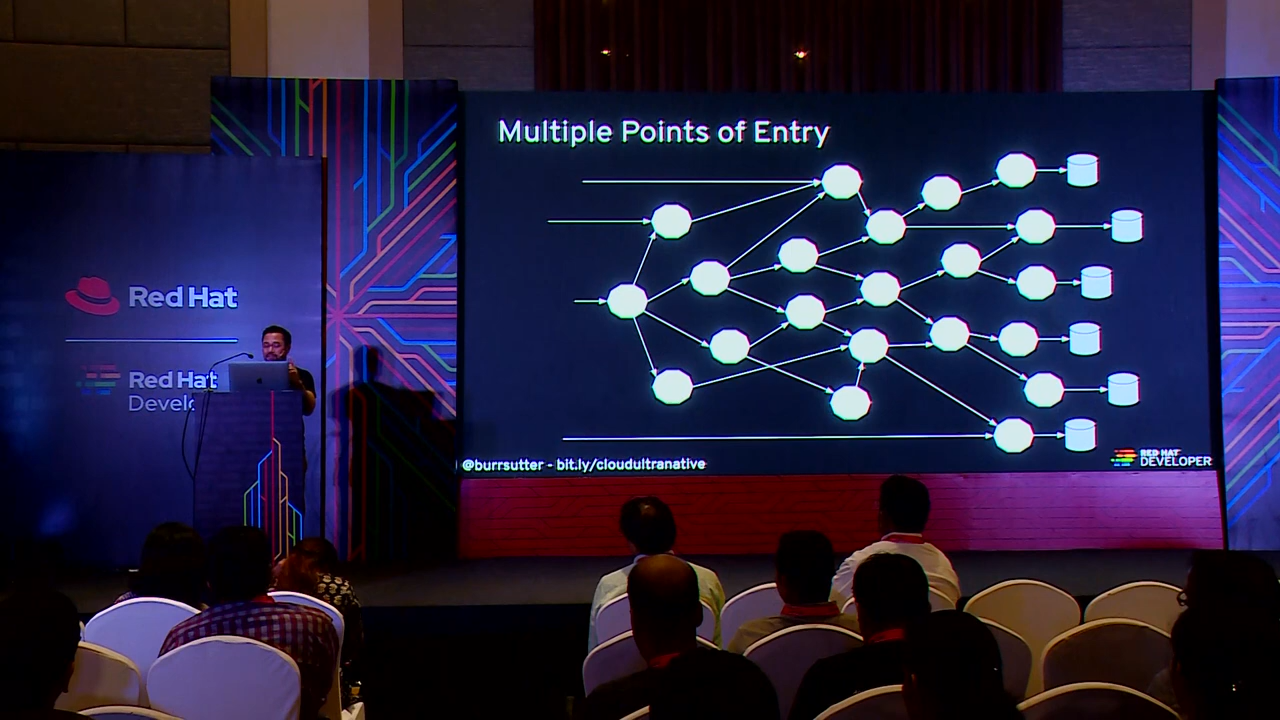 Multiple Points of Entry
Red Hat
Red Hat
Develo
@burrsutter - bit.ly/cloudultranative
RED HAT
DEVELOPER